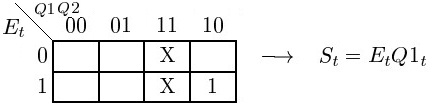 Q1Q2
E_t 00 01 11 10
0 X
1 X 1 → S_t = E_tQ1_t